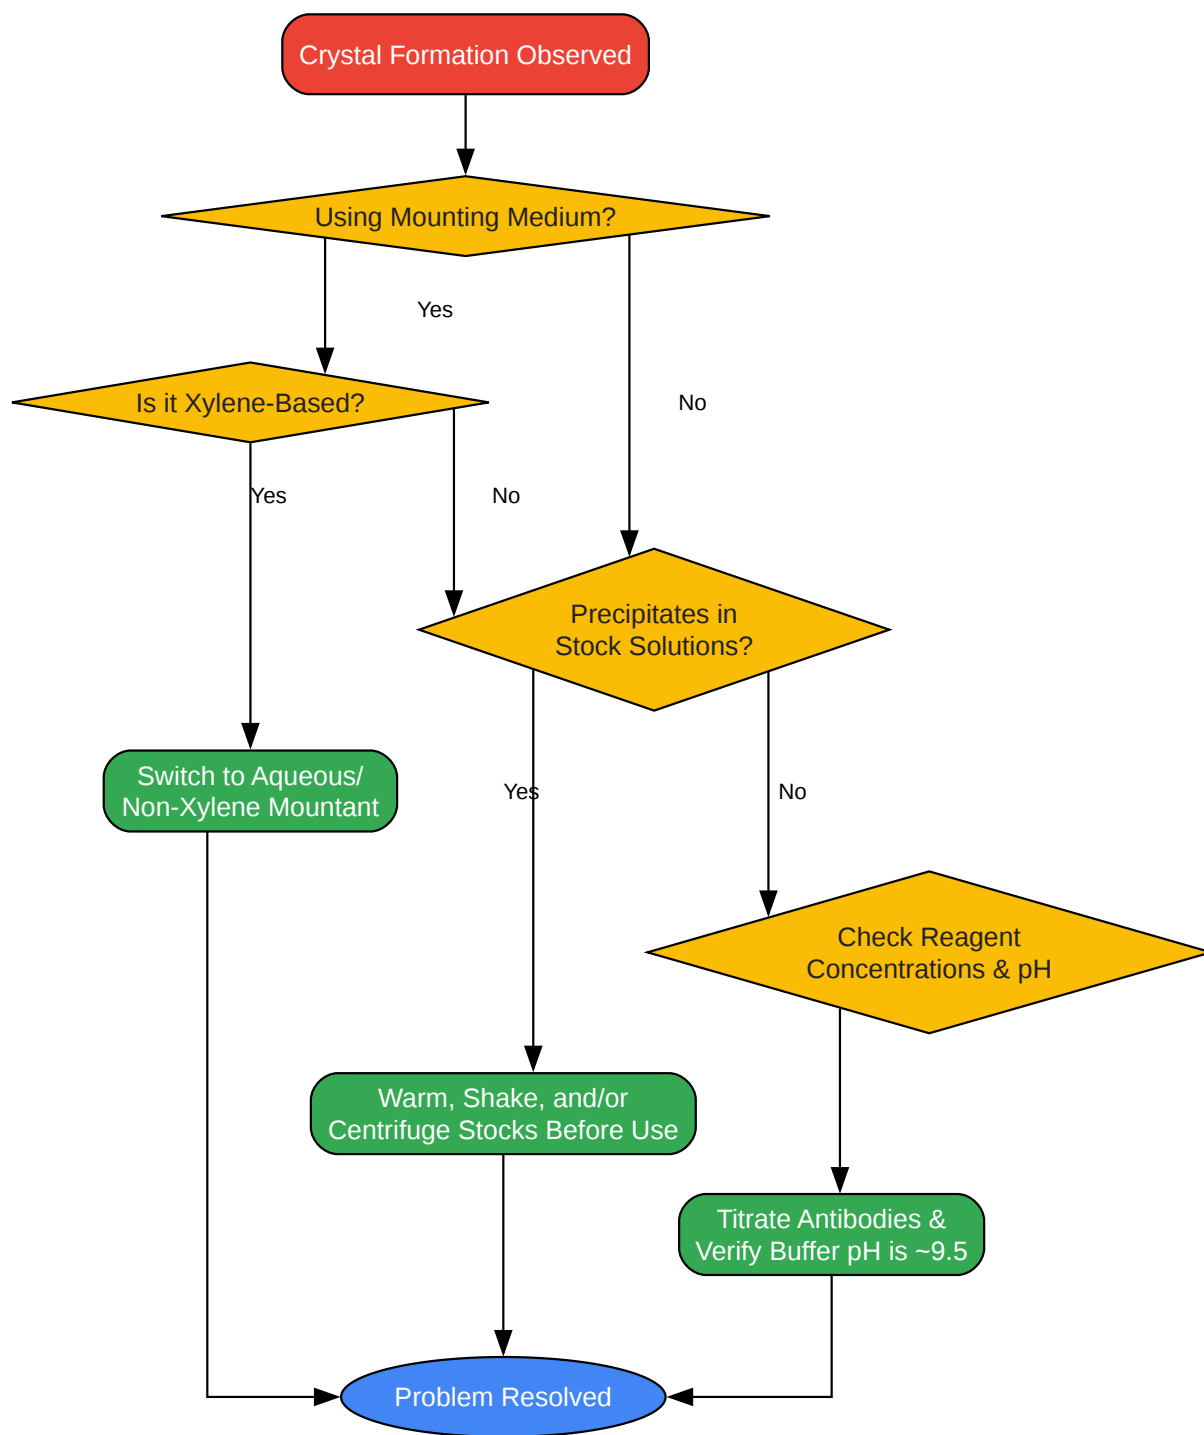 Crystal Formation Observed
Using Mounting Medium?
Yes
No
Is it Xylene-Based?
Yes
No
Precipitates in
Stock Solutions?
Switch to Aqueous/
Non-Xylene Mountant
Yes
No
Check Reagent
Concentrations & pH
Warm, Shake, and/or
Centrifuge Stocks Before Use
Titrate Antibodies &
Verify Buffer pH is ~9.5
Problem Resolved